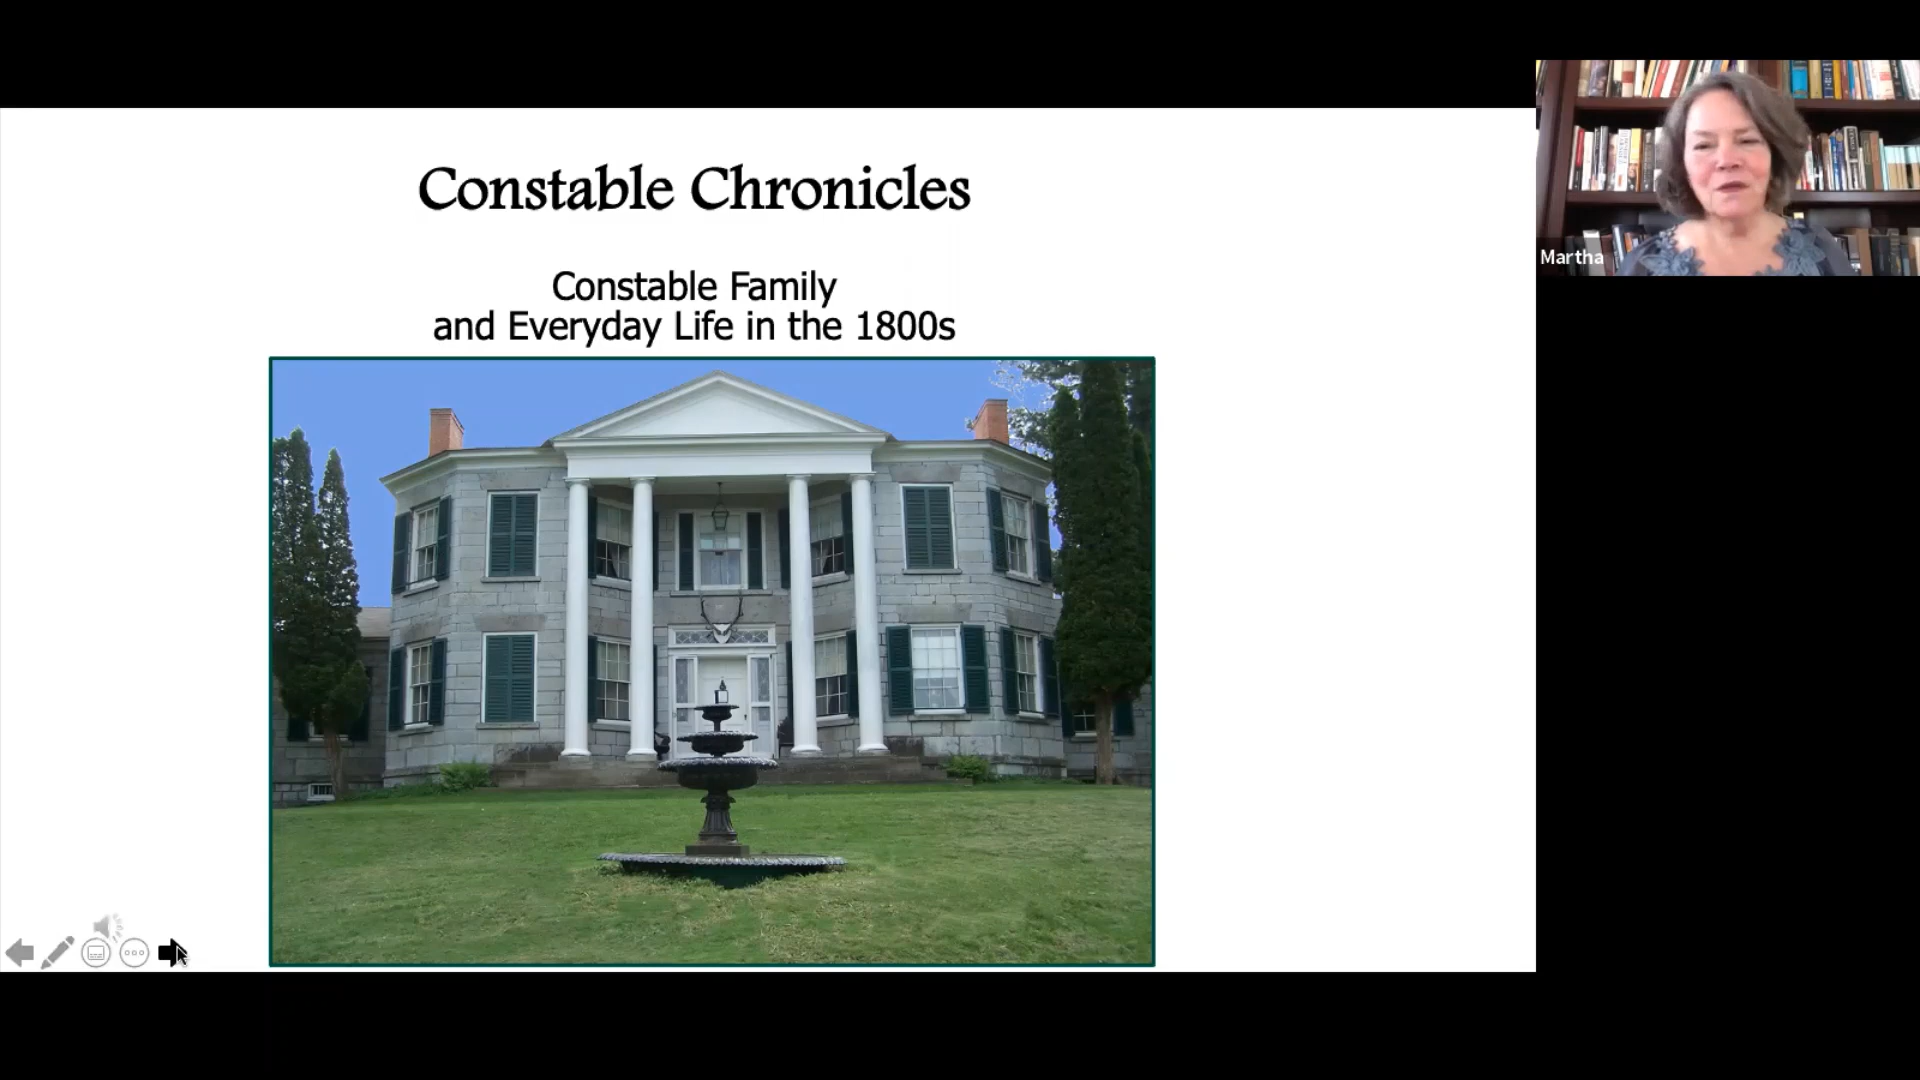 Constable Chronicles
Constable Family
and Everyday Life in the 1800s
Martha